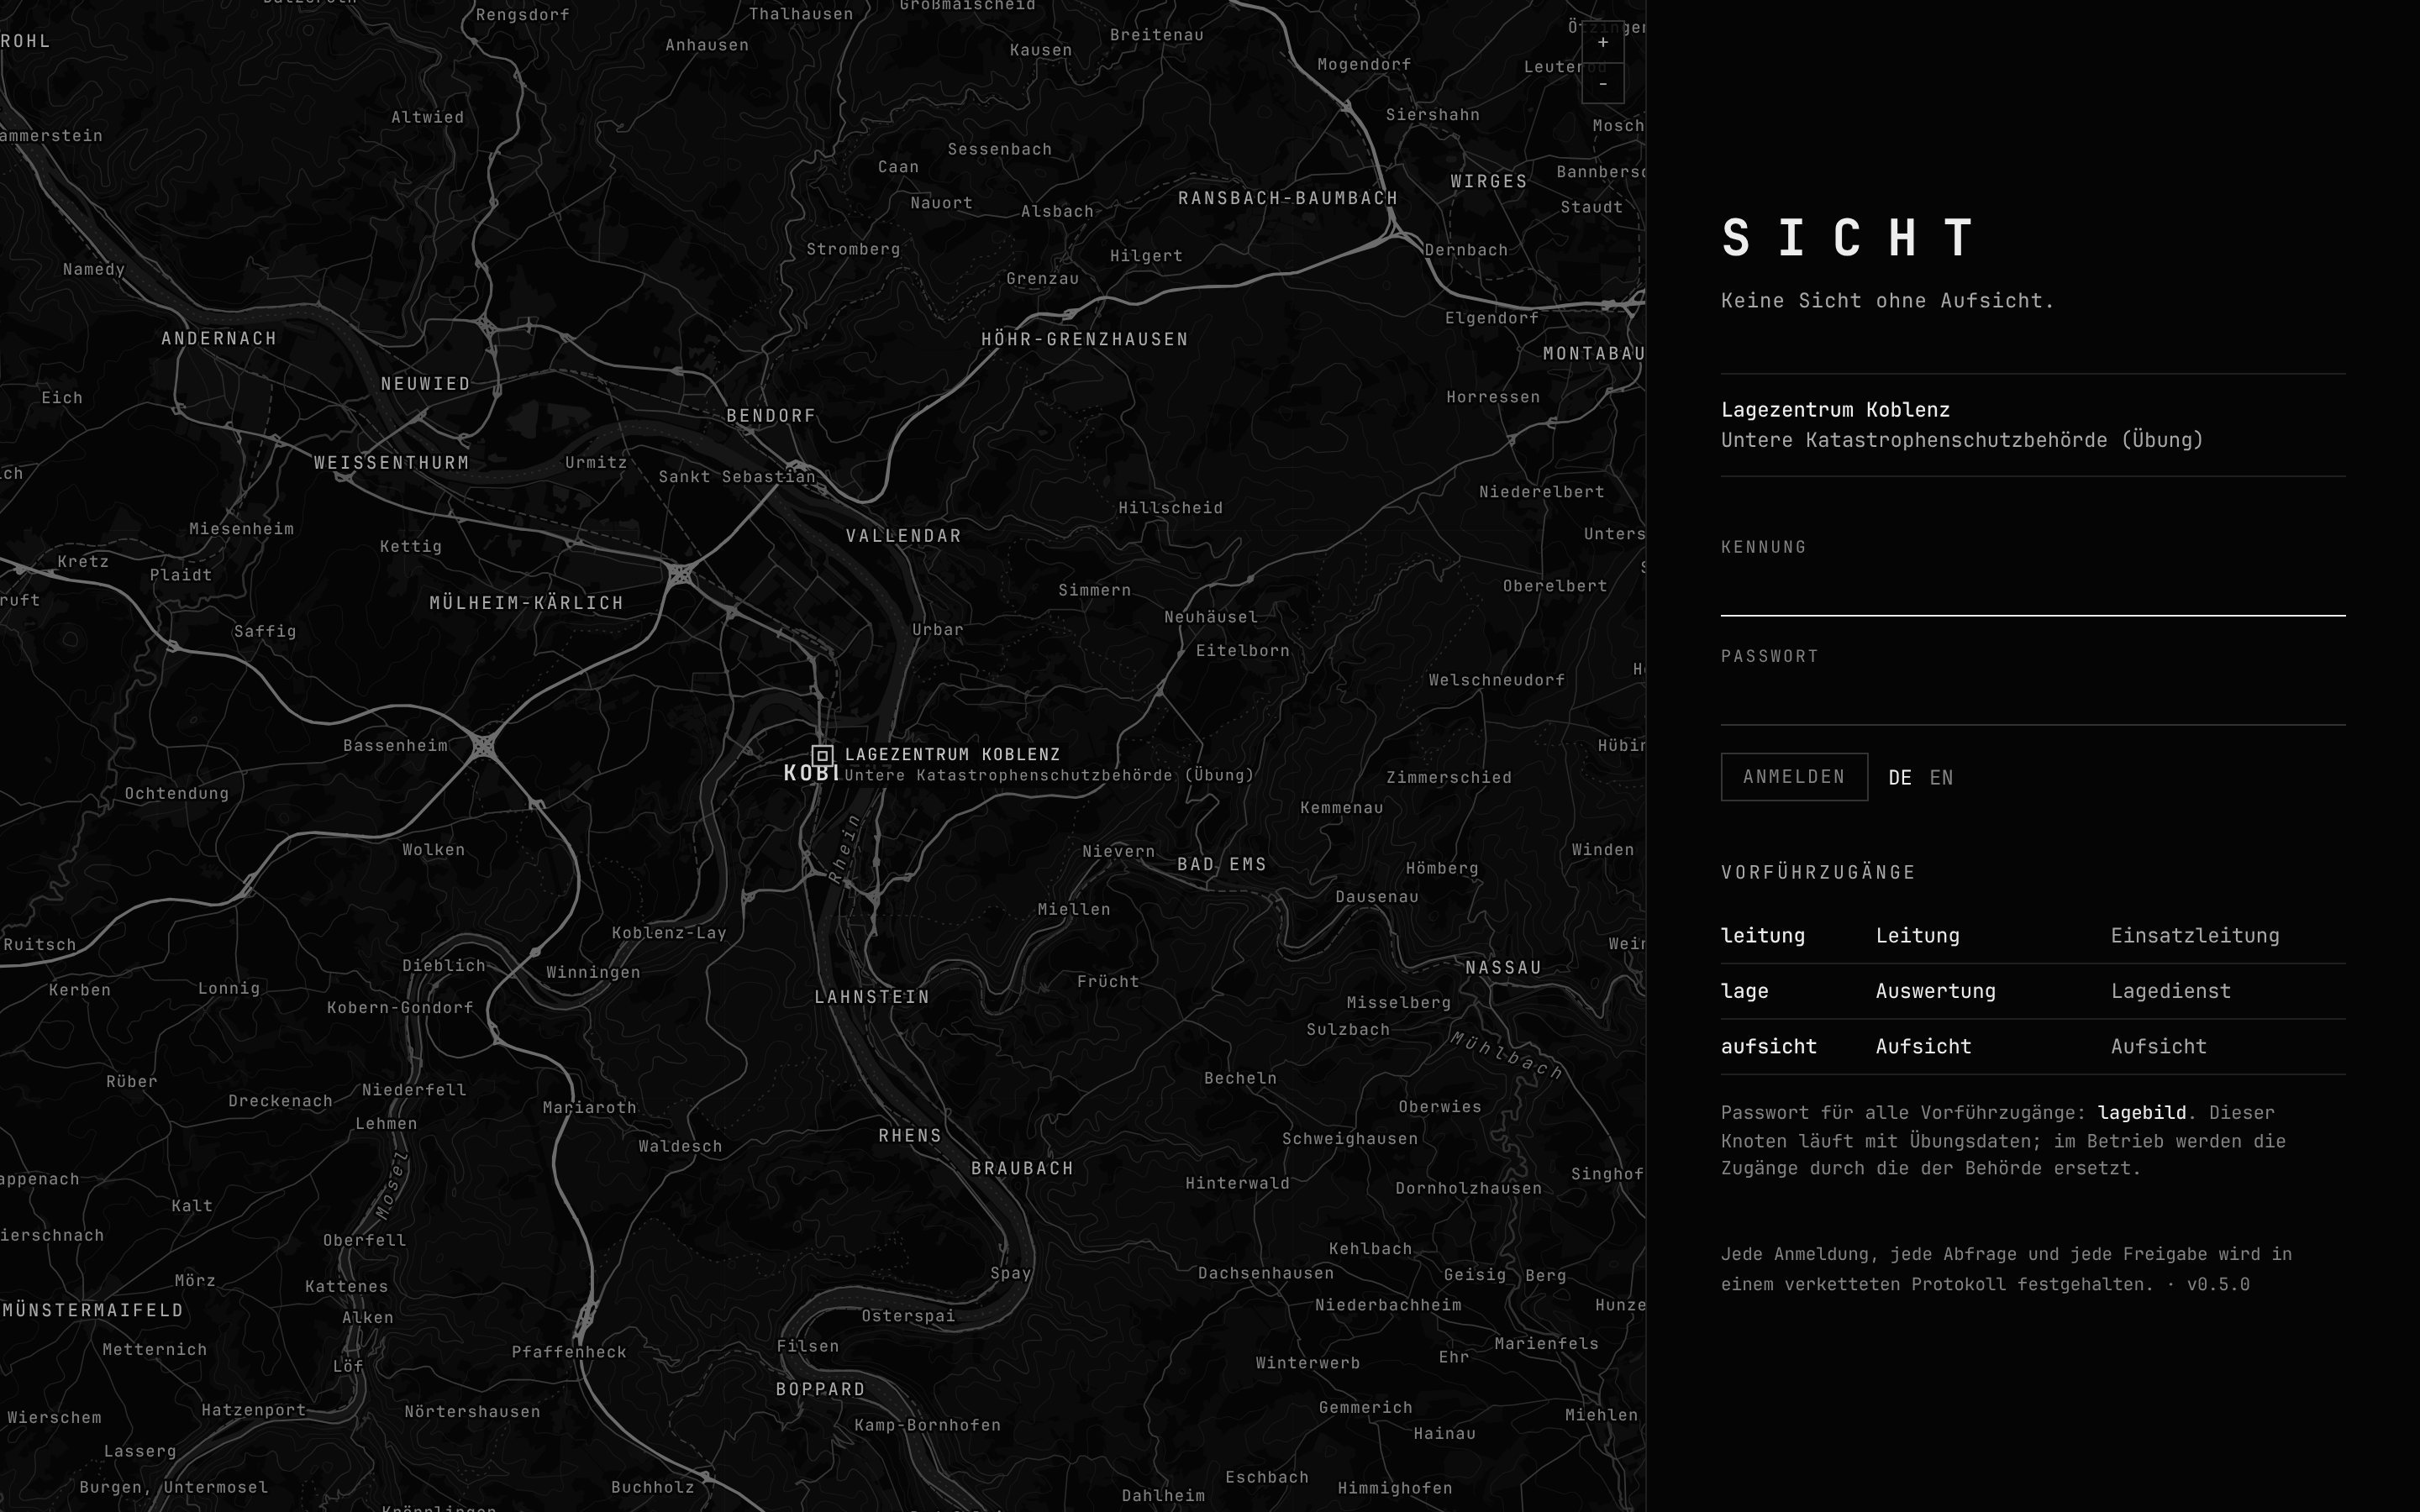 Rengsdorf
Thalhausen
Großmaischeid
Anhausen
Kausen
Breitenau
Mogendorf
+
-
Siershahn
Altwied
Sessenbach
Caan
Nauort
Alsbach
RANSBACH-BAUMBACH
WIRGES
Staudt
Stromberg
Grenzau
Hilgert
Dernbach
Namedy
Elgendorf
ANDERNACH
HÖHR-GRENZHAUSEN
NEUWIED
Eich
BENDORF
Horressen
WEISSENTHURM
Urmitz
Sankt Sebastian
Niederelbert
Hillscheid
Miesenheim
Kettig
VALLENDAR
Kretz
Plaidt
Simmern
Oberelbert
MÜLHEIM-KÄRLICH
Neuhäusel
Saffig
Urbar
Eitelborn
Welschneudorf
Bassenheim
LAGEZENTRUM KOBLENZ
Untere Katastrophenschutzbehörde (Übung)
Zimmerschied
Ochtendung
Kemmenau
Rhein
Wolken
Nievern
BAD EMS
Winden
Hömberg
Dausenau
Miellen
Koblenz-Lay
Ruitsch
Dieblich
Winningen
NASSAU
Kerben
Lonnig
Kobern-Gondorf
LAHNSTEIN
Frücht
Misselberg
Sulzbach
Mühlbach
Rüber
Niederfell
Dreckenach
Lehmen
Mariaroth
Becheln
Oberwies
RHENS
Waldesch
Schweighausen
BRAUBACH
Mosel
Kalt
Hinterwald
Dornholzhausen
Oberfell
Kehlbach
Mörz
Kattenes
Spay
Dachsenhausen
Geisig
Berg
MÜNSTERMAIFELD
Alken
Osterspai
Niederbachheim
Metternich
Löf
Pfaffenheck
Filsen
Marienfels
Winterwerb
Ehr
BOPPARD
Wierschem
Hatzenport
Nörtershausen
Kamp-Bornhofen
Gemmerich
Miehlen
Hainau
Lasserg
Burgen, Untermosel
Buchholz
Eschbach
Himmighofen
Dahlheim
SICHT
Keine Sicht ohne Aufsicht.
Lagezentrum Koblenz
Untere Katastrophenschutzbehörde (Übung)
KENNUNG
PASSWORT
ANMELDEN DE EN
VORFÜHRZUGÄNGE
leitung Leitung Einsatzleitung
lage Auswertung Lagedienst
aufsicht Aufsicht Aufsicht
Passwort für alle Vorführzugänge: lagebild. Dieser
Knoten läuft mit Übungsdaten; im Betrieb werden die
Zugänge durch die der Behörde ersetzt.
Jede Anmeldung, jede Abfrage und jede Freigabe wird in
einem verketteten Protokoll festgehalten. · v0.5.0